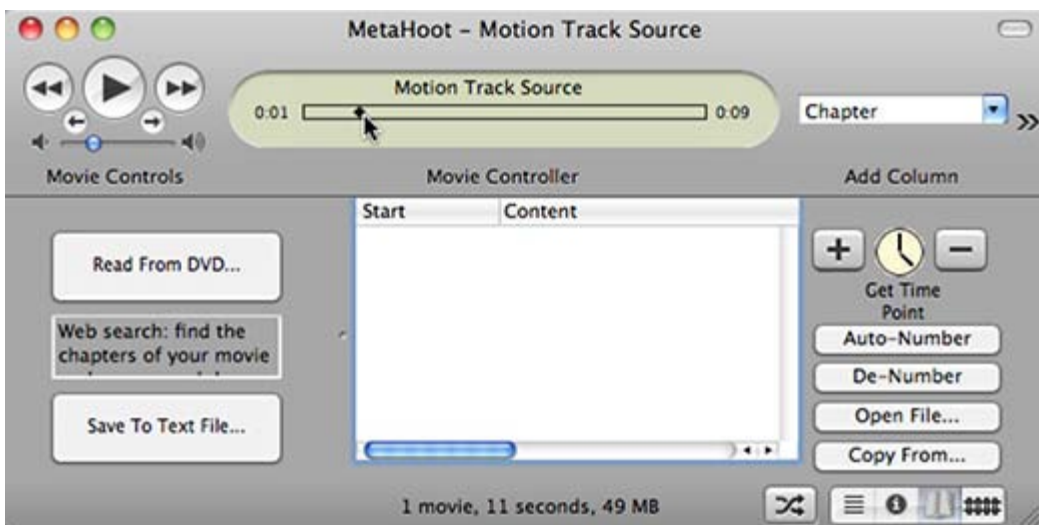 MetaHoot – Motion Track Source
Motion Track Source
0:01
0:09
Chapter
Movie Controls
Movie Controller
Add Column
Start
Content
Read From DVD...
Web search: find the
chapters of your movie
Save To Text File...
Get Time
Point
Auto-Number
De-Number
Open File...
Copy From...
1 movie, 11 seconds, 49 MB